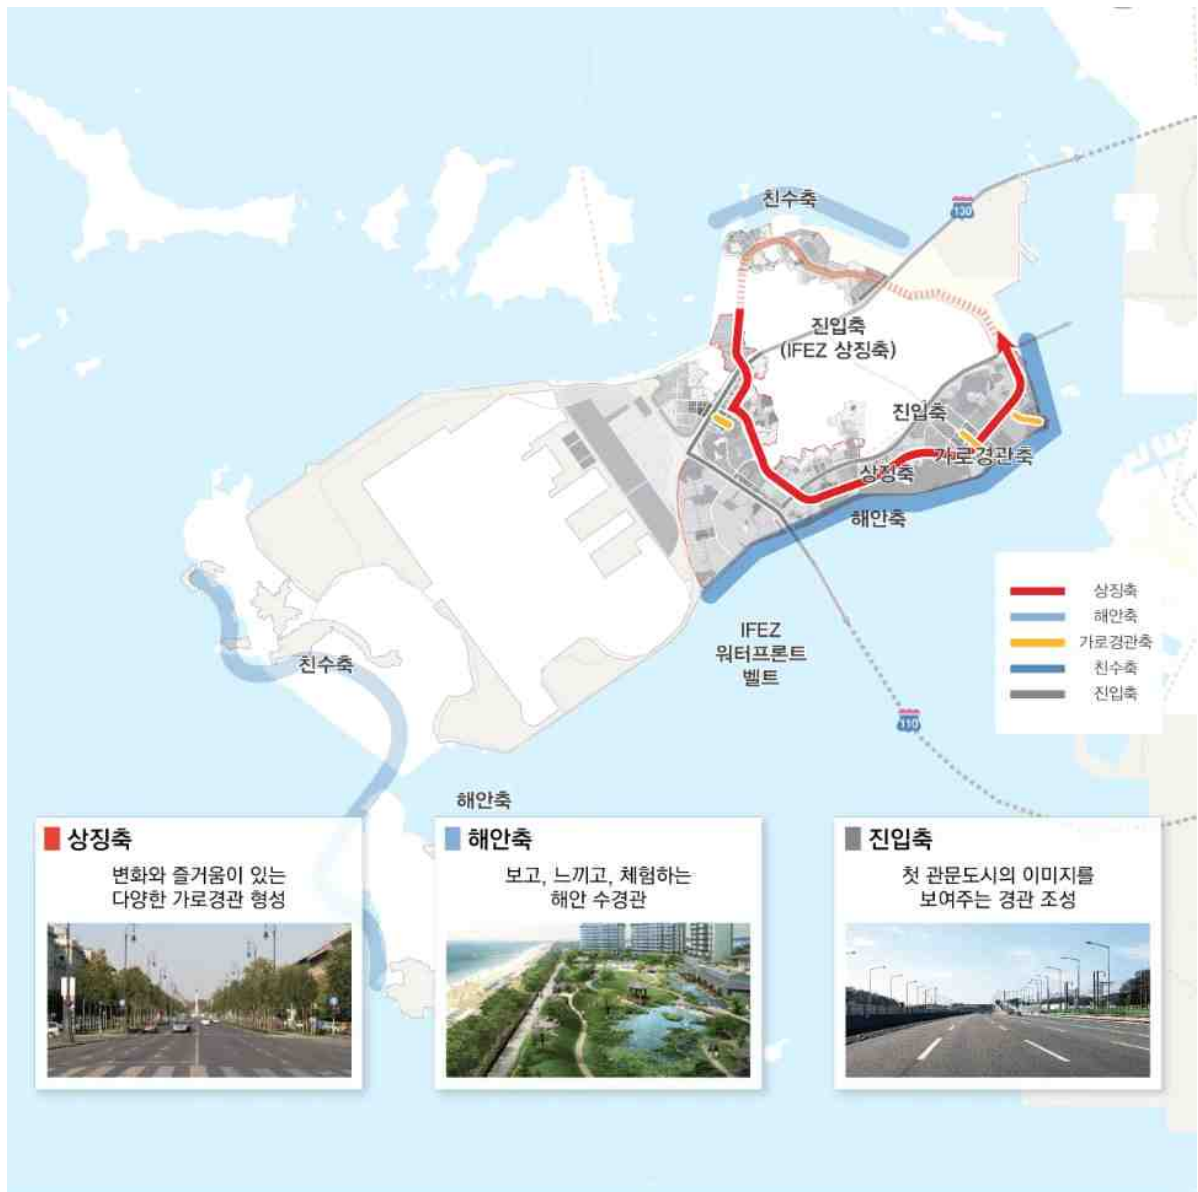 친수축
130
진입축
(IFEZ 상징축)
진입축
가로경관축
상징축
해안축
IFEZ
워터프론트
벨트
친수축
110
해안축
상징축
해안축
가로경관축
친수축
진입축
상징축
변화와 즐거움이 있는
다양한 가로경관 형성
해안축
보고, 느끼고, 체험하는
해안 수경관
진입축
첫 관문도시의 이미지를
보여주는 경관 조성